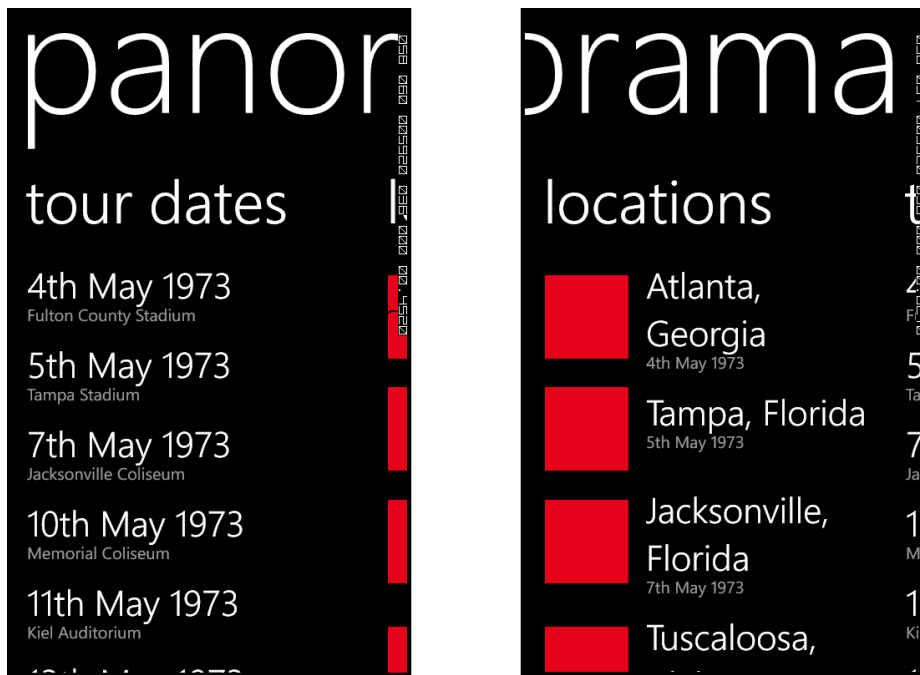 panor
tour dates
4th May 1973
Fulton County Stadium
5th May 1973
Tampa Stadium
7th May 1973
Jacksonville Coliseum
10th May 1973
Memorial Coliseum
11th May 1973
Kiel Auditorium
orama
locations
Atlanta,
Georgia
4th May 1973
Tampa, Florida
5th May 1973
Jacksonville,
Florida
7th May 1973
Tuscaloosa,